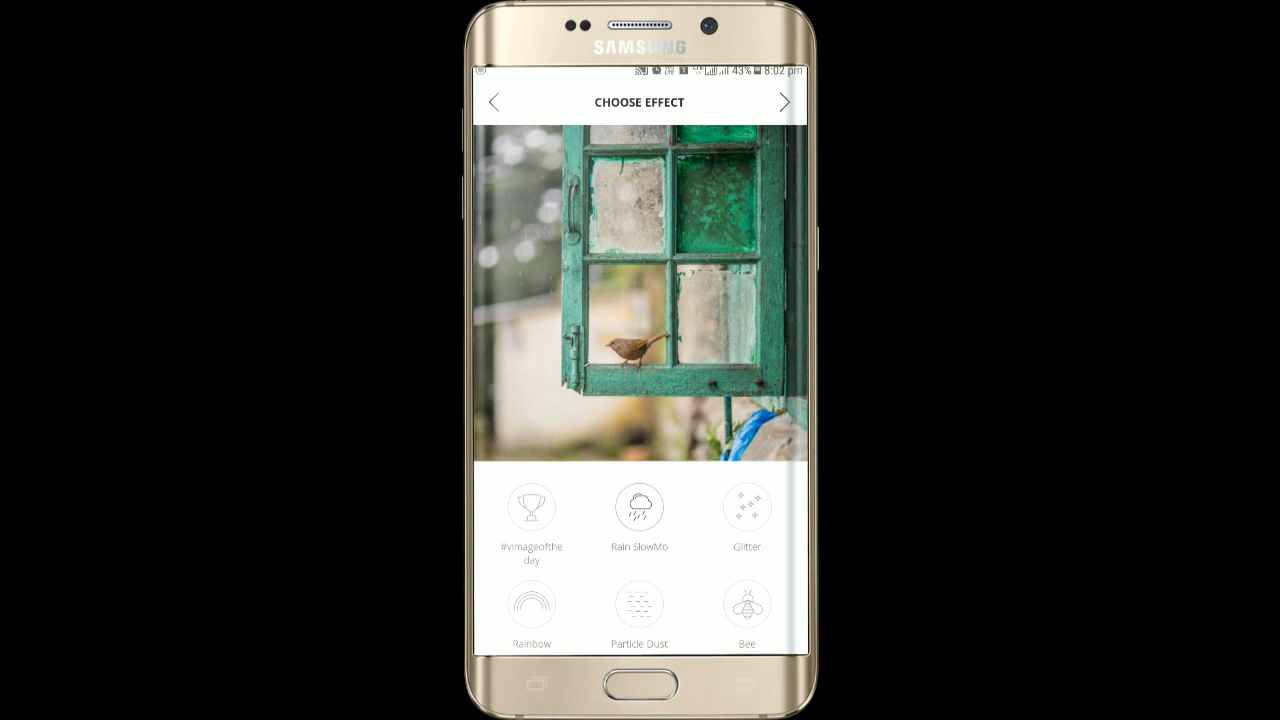 SAMSUNG
43% 8:02 pm
CHOOSE EFFECT
#vimageofthe
day
Rain SlowMo
Glitter
Rainbow
Particle Dust
Bee